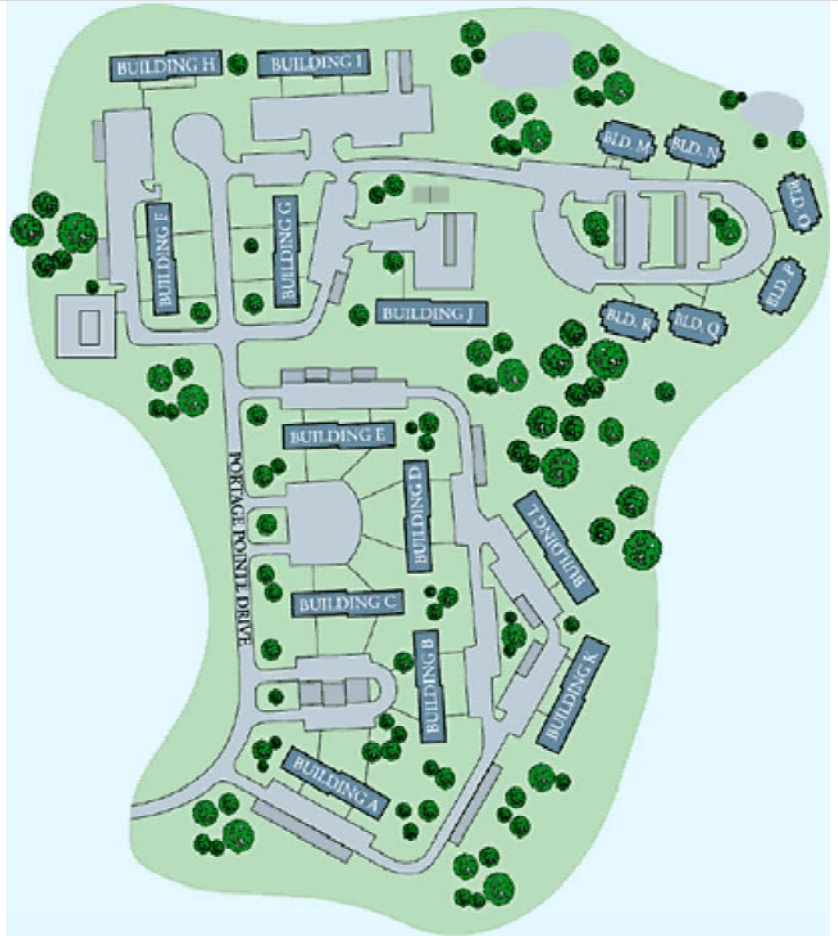 BUILDING H
BUILDING I
BLD. M
BLD. N
BLD. O
BUILDING F
BUILDING G
BLD. P
BUILDING J
BLD. R
BLD. Q
BUILDING E
PORTAGE POINTE DRIVE
BUILDING D
BUILDING L
BUILDING C
BUILDING B
BUILDING K
BUILDING A